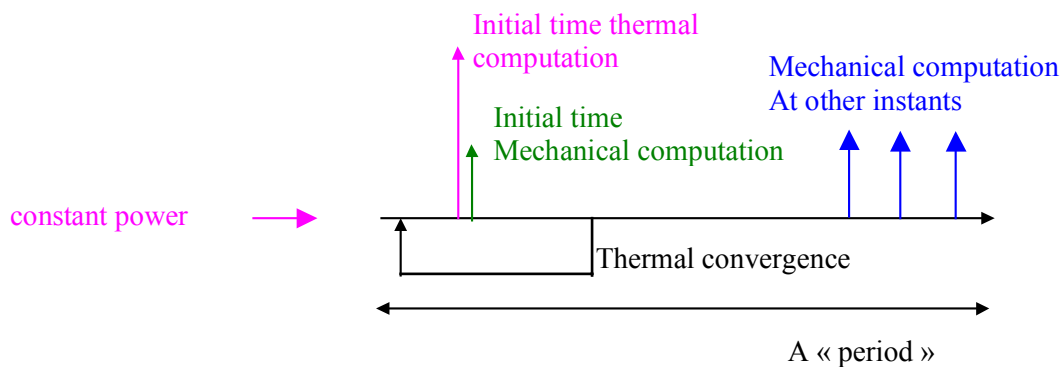 Initial time thermal
computation
Mechanical computation
At other instants
Initial time
Mechanical computation
constant power
Thermal convergence
A « period »